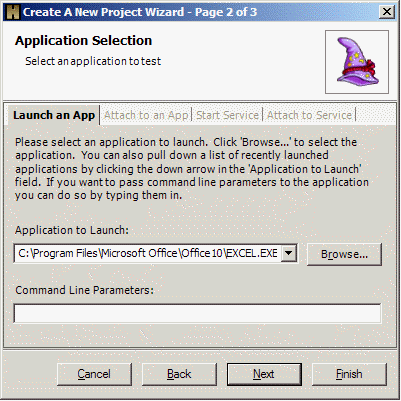 Create A New Project Wizard - Page 2 of 3
Application Selection
Select an application to test
Launch an App Attach to an App Start Service Attach to Service
Please select an application to launch. Click 'Browse...' to select the
application. You can also pull down a list of recently launched
applications by clicking the down arrow in the 'Application to Launch'
field. If you want to pass command line parameters to the application
you can do so by typing them in.
Application to Launch:
C:\Program Files\Microsoft Office\Office10\EXCEL.EXE Browse...
Command Line Parameters:
Cancel Back Next Finish